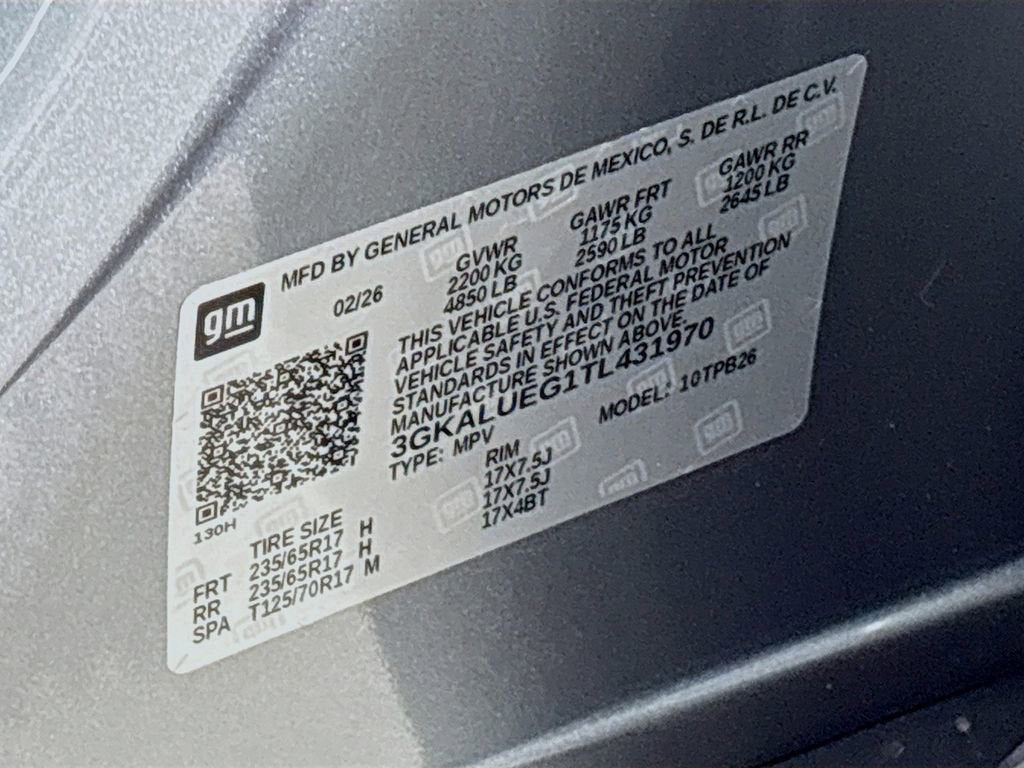 MFD BY GENERAL MOTORS DE MEXICO, S. DE R.L. DE C.V.
gm
02/26
GVWR
2200 KG
4850 LB
GAWR FRT
1175 KG
2590 LB
GAWR RR
1200 KG
2645 LB
THIS VEHICLE CONFORMS TO ALL
APPLICABLE U.S. FEDERAL MOTOR
VEHICLE SAFETY AND THEFT PREVENTION
STANDARDS IN EFFECT ON THE DATE OF
MANUFACTURE SHOWN ABOVE.
3GKALUEG1TL431970
TYPE: MPV
MODEL: 10TPB26
130H
TIRE SIZE RIM
FRT 235/65R17 H 17X7.5J
RR 235/65R17 H 17X7.5J
SPA T125/70R17 M 17X4BT